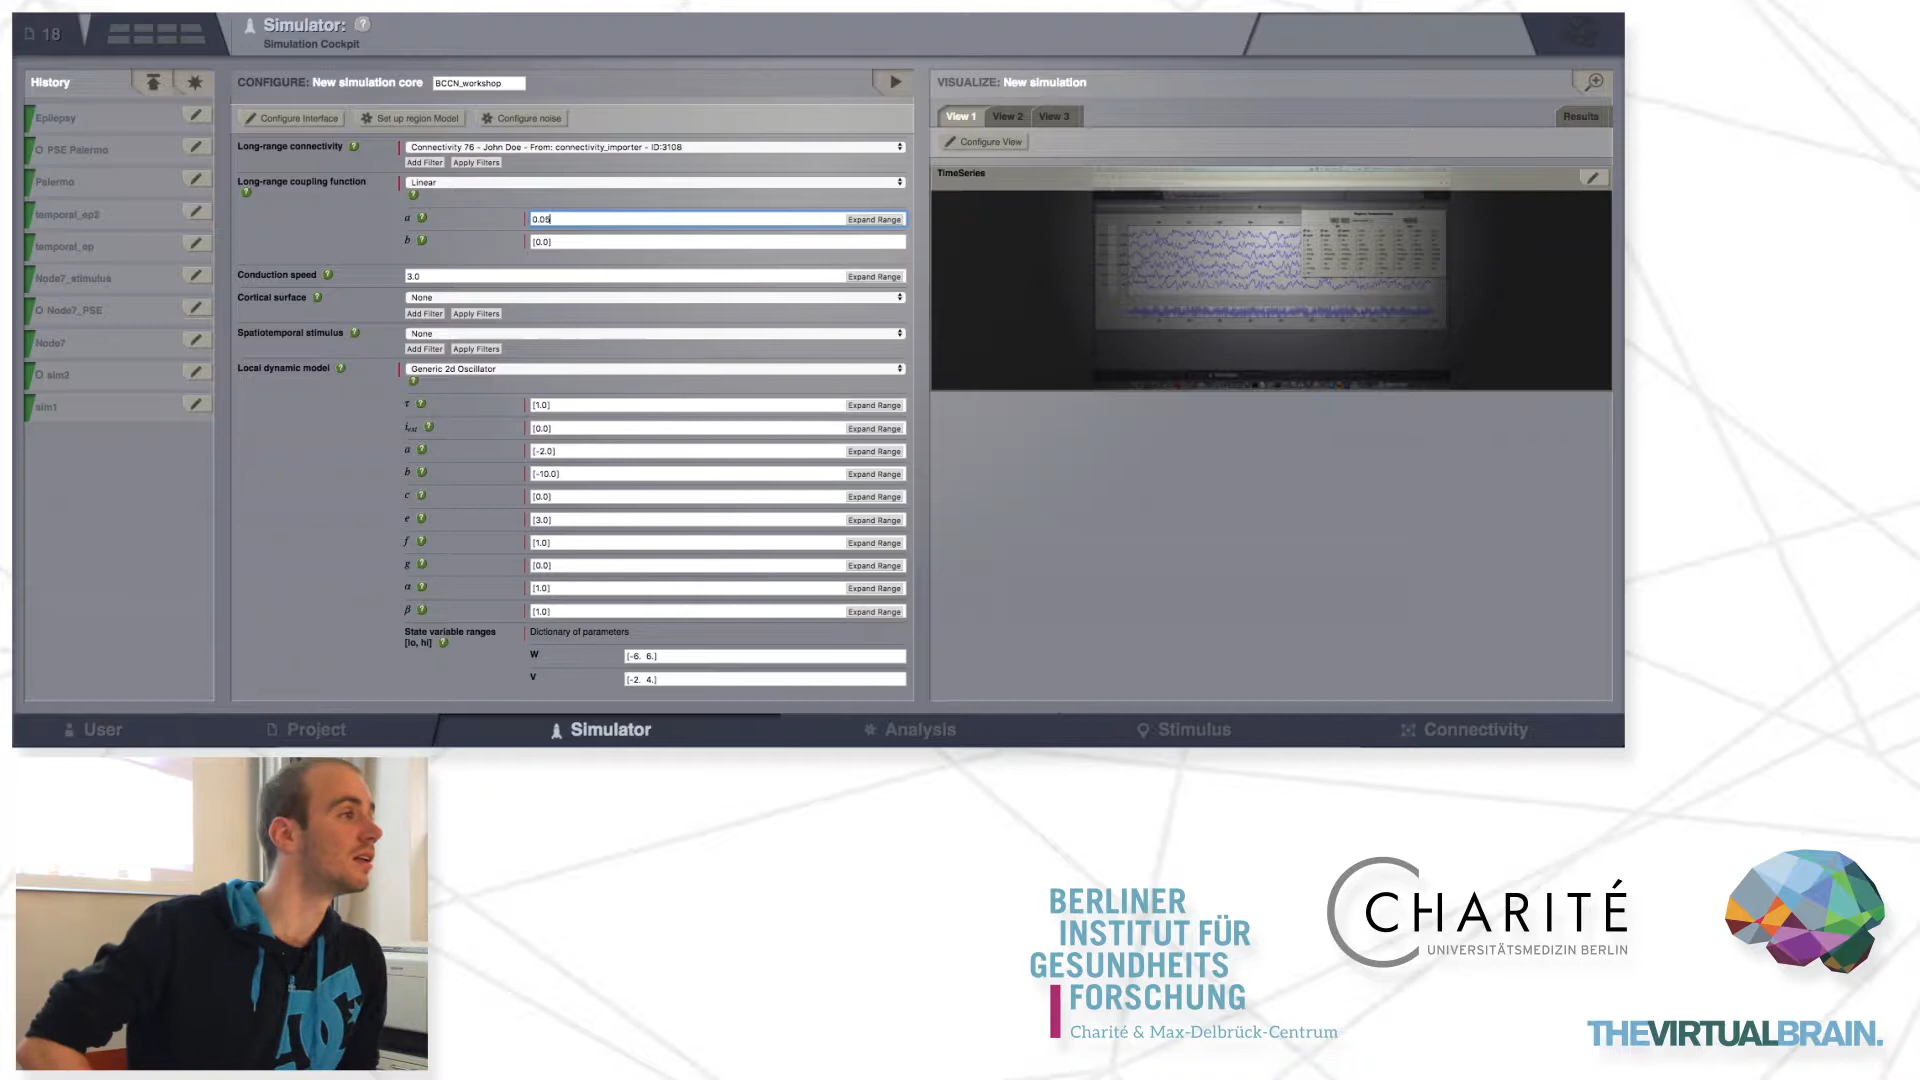 18
Simulator:
Simulation Cockpit
History
Epilepsy
O PSE Palermo
Palermo
temporal_ep2
temporal_ep
Node7_stimulus
O Node7_PSE
Node7
O sim2
sim1
CONFIGURE: New simulation core BCCN_workshop
Configure Interface Set up region Model Configure noise
Long-range connectivity Connectivity 76 - John Doe - From: connectivity_importer - ID:3108
Add Filter Apply Filters
Long-range coupling function Linear
a 0.05 Expand Range
b [0.0]
Conduction speed 3.0 Expand Range
Cortical surface None
Add Filter Apply Filters
Spatiotemporal stimulus None
Add Filter Apply Filters
Local dynamic model Generic 2d Oscillator
τ [1.0] Expand Range
i_ext [0.0] Expand Range
a [-2.0] Expand Range
b [-10.0] Expand Range
c [0.0] Expand Range
e [3.0] Expand Range
f [1.0] Expand Range
g [0.0] Expand Range
α [1.0] Expand Range
β [1.0] Expand Range
State variable ranges Dictionary of parameters
[lo, hi]
W [-6. 6.]
V [-2. 4.]
VISUALIZE: New simulation
View 1 View 2 View 3 Results
Configure View
TimeSeries
User Project Simulator Analysis Stimulus Connectivity
BERLINER
INSTITUT FÜR
GESUNDHEITS
FORSCHUNG
Charité & Max-Delbrück-Centrum
CHARITÉ
UNIVERSITÄTSMEDIZIN BERLIN
THEVIRTUALBRAIN.